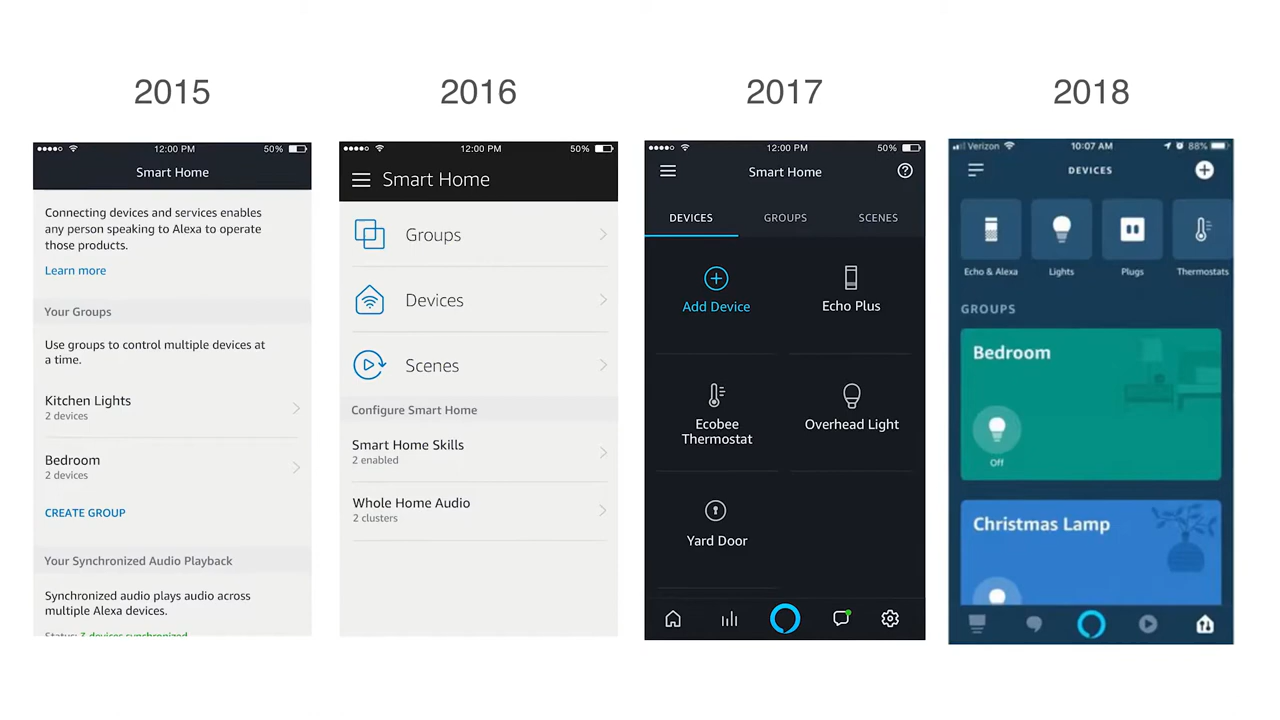 2015
2016
2017
2018
12:00 PM
50%
Smart Home
Connecting devices and services enables
any person speaking to Alexa to operate
those products.
Learn more
Your Groups
Use groups to control multiple devices at
a time.
Kitchen Lights
2 devices
Bedroom
2 devices
CREATE GROUP
Your Synchronized Audio Playback
Synchronized audio plays audio across
multiple Alexa devices.
Status: 3 devices synchronized
12:00 PM
50%
Smart Home
Groups
Devices
Scenes
Configure Smart Home
Smart Home Skills
2 enabled
Whole Home Audio
2 clusters
12:00 PM
50%
Smart Home
DEVICES
GROUPS
SCENES
Add Device
Echo Plus
Ecobee
Thermostat
Overhead Light
Yard Door
Verizon
10:07 AM
88%
DEVICES
Echo & Alexa
Lights
Plugs
Thermostats
GROUPS
Bedroom
Off
Christmas Lamp